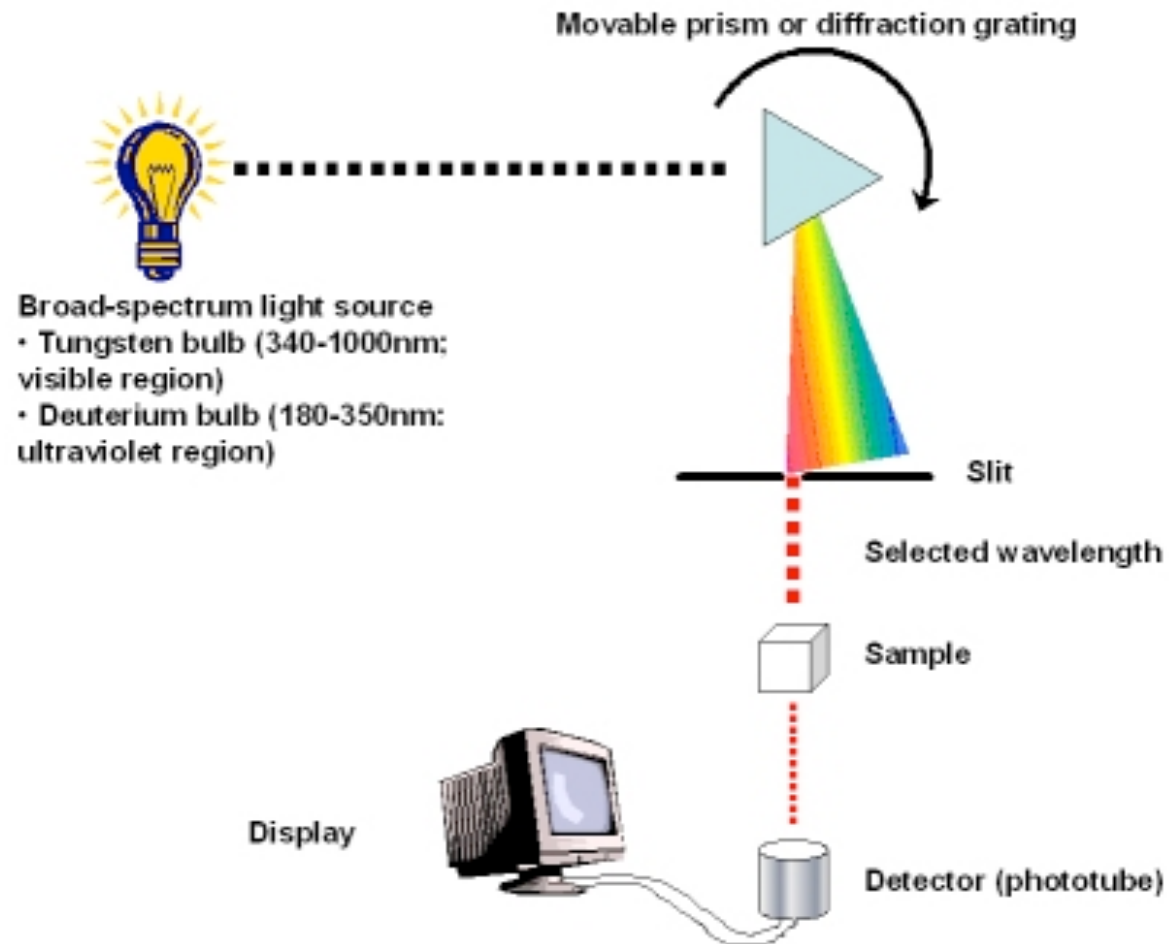 Movable prism or diffraction grating
Broad-spectrum light source
• Tungsten bulb (340-1000nm;
visible region)
• Deuterium bulb (180-350nm:
ultraviolet region)
Slit
Selected wavelength
Sample
Display
Detector (phototube)